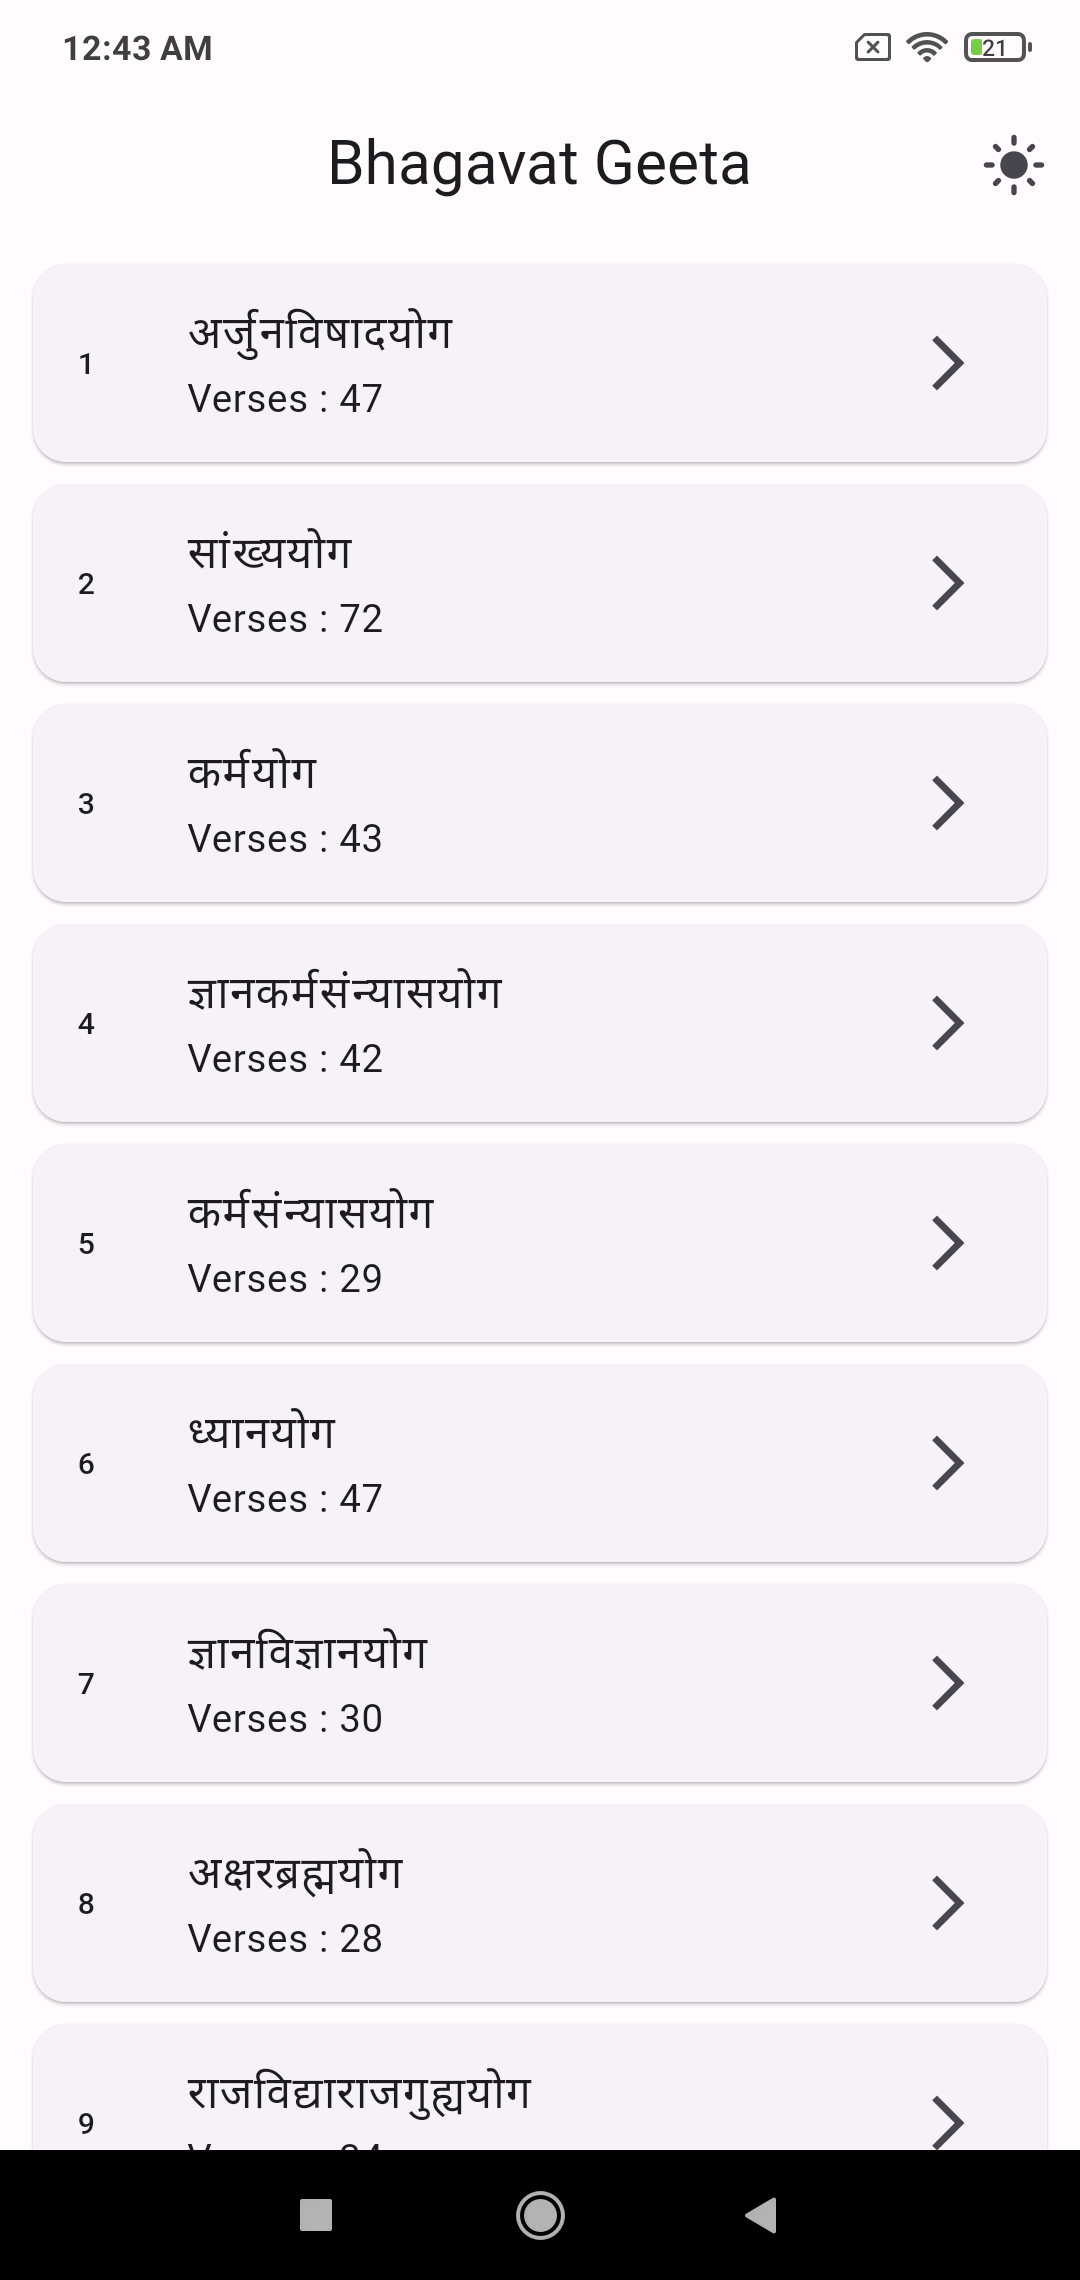 12:43 AM
21
Bhagavat Geeta
1
अर्जुनविषादयोग
Verses : 47
2
सांख्ययोग
Verses : 72
3
कर्मयोग
Verses : 43
4
ज्ञानकर्मसंन्यासयोग
Verses : 42
5
कर्मसंन्यासयोग
Verses : 29
6
ध्यानयोग
Verses : 47
7
ज्ञानविज्ञानयोग
Verses : 30
8
अक्षरब्रह्मयोग
Verses : 28
9
राजविद्याराजगुह्ययोग